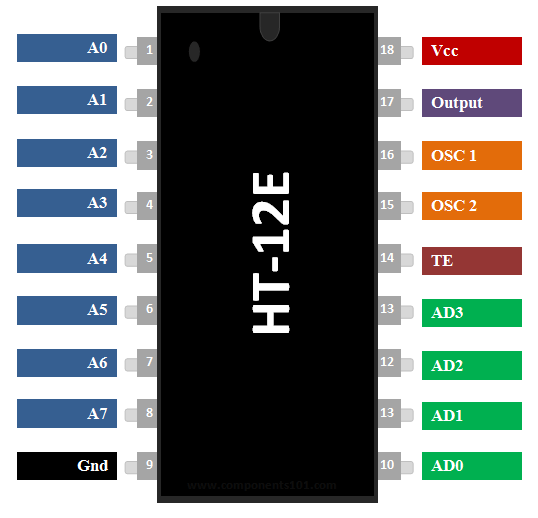 A0 1 18 Vcc
A1 2 17 Output
A2 3 16 OSC 1
A3 4 15 OSC 2
A4 5 14 TE
A5 6 13 AD3
A6 7 12 AD2
A7 8 13 AD1
Gnd 9 10 AD0
HT-12E
www.components101.com